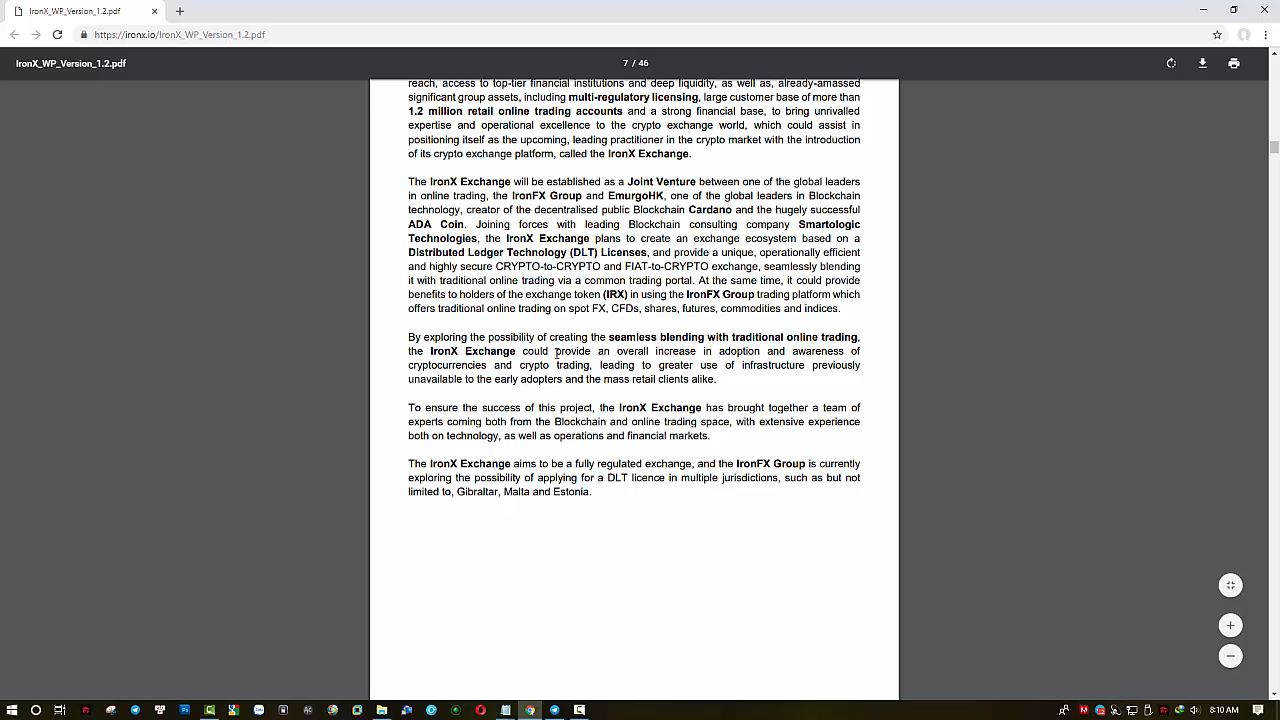 IronX_WP_Version_1.2.pdf
https://ironx.io/IronX_WP_Version_1.2.pdf
IronX_WP_Version_1.2.pdf
7 / 46
reach, access to top-tier financial institutions and deep liquidity, as well as, already-amassed
significant group assets, including multi-regulatory licensing, large customer base of more than
1.2 million retail online trading accounts and a strong financial base, to bring unrivalled
expertise and operational excellence to the crypto exchange world, which could assist in
positioning itself as the upcoming, leading practitioner in the crypto market with the introduction
of its crypto exchange platform, called the IronX Exchange.
The IronX Exchange will be established as a Joint Venture between one of the global leaders
in online trading, the IronFX Group and EmurgoHK, one of the global leaders in Blockchain
technology, creator of the decentralised public Blockchain Cardano and the hugely successful
ADA Coin. Joining forces with leading Blockchain consulting company Smartologic
Technologies, the IronX Exchange plans to create an exchange ecosystem based on a
Distributed Ledger Technology (DLT) Licenses, and provide a unique, operationally efficient
and highly secure CRYPTO-to-CRYPTO and FIAT-to-CRYPTO exchange, seamlessly blending
it with traditional online trading via a common trading portal. At the same time, it could provide
benefits to holders of the exchange token (IRX) in using the IronFX Group trading platform which
offers traditional online trading on spot FX, CFDs, shares, futures, commodities and indices.
By exploring the possibility of creating the seamless blending with traditional online trading,
the IronX Exchange could provide an overall increase in adoption and awareness of
cryptocurrencies and crypto trading, leading to greater use of infrastructure previously
unavailable to the early adopters and the mass retail clients alike.
To ensure the success of this project, the IronX Exchange has brought together a team of
experts coming both from the Blockchain and online trading space, with extensive experience
both on technology, as well as operations and financial markets.
The IronX Exchange aims to be a fully regulated exchange, and the IronFX Group is currently
exploring the possibility of applying for a DLT licence in multiple jurisdictions, such as but not
limited to, Gibraltar, Malta and Estonia.
8:10 AM